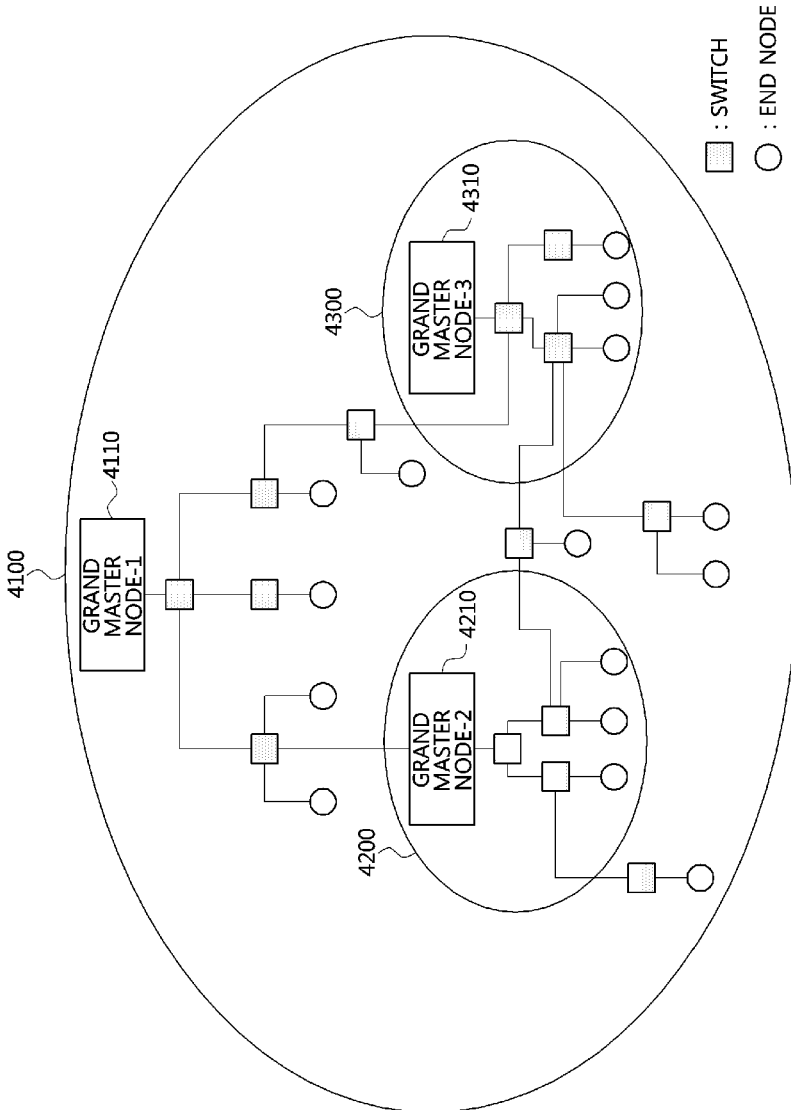 4100
GRAND
MASTER
NODE-1
4110
4200
GRAND
MASTER
NODE-2
4210
4300
GRAND
MASTER
NODE-3
4310
: SWITCH
: END NODE